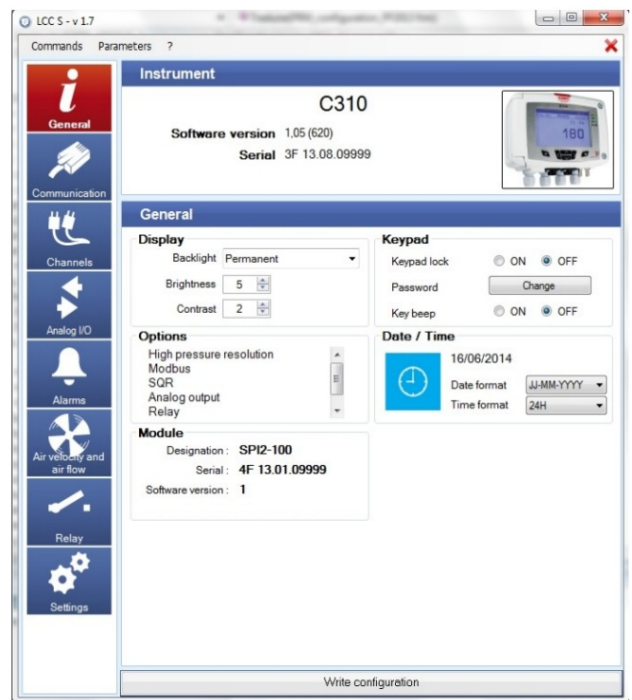 LCC S - v 1.7
Commands Parameters ?
General
Communication
Channels
Analog I/O
Alarms
Air velocity and
air flow
Relay
Settings
Instrument
C310
Software version 1,05 (620)
Serial 3F 13.08.09999
180
General
Display
Backlight Permanent
Brightness 5
Contrast 2
Keypad
Keypad lock ON OFF
Password Change
Key beep ON OFF
Options
High pressure resolution
Modbus
SQR
Analog output
Relay
Date / Time
16/06/2014
Date format JJ-MM-YYYY
Time format 24H
Module
Designation : SPI2-100
Serial : 4F 13.01.09999
Software version : 1
Write configuration